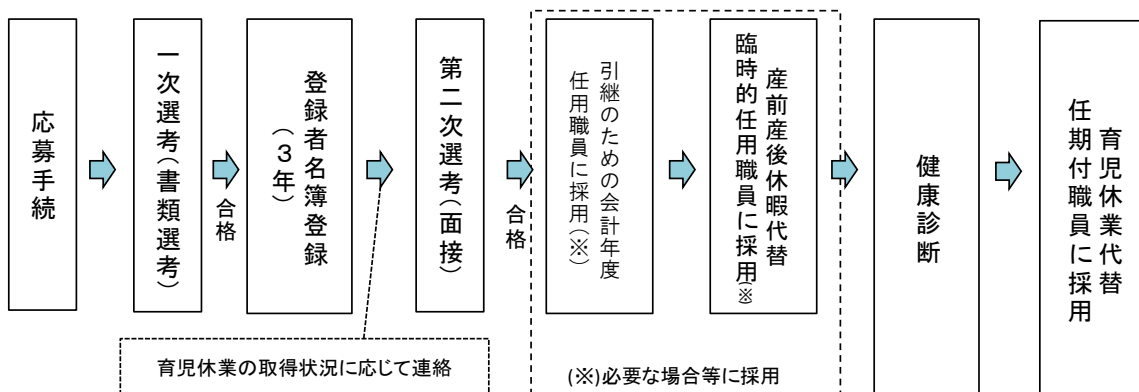 応募手続
一次選考(書類選考)
合格
登録者名簿登録
(3年)
育児休業の取得状況に応じて連絡
第二次選考(面接)
合格
引継のための会計年度
任用職員に採用(※)
産前産後休暇代替
臨時的任用職員に採用(※)
(※)必要な場合等に採用
健康診断
育児休業代替
任期付職員に採用